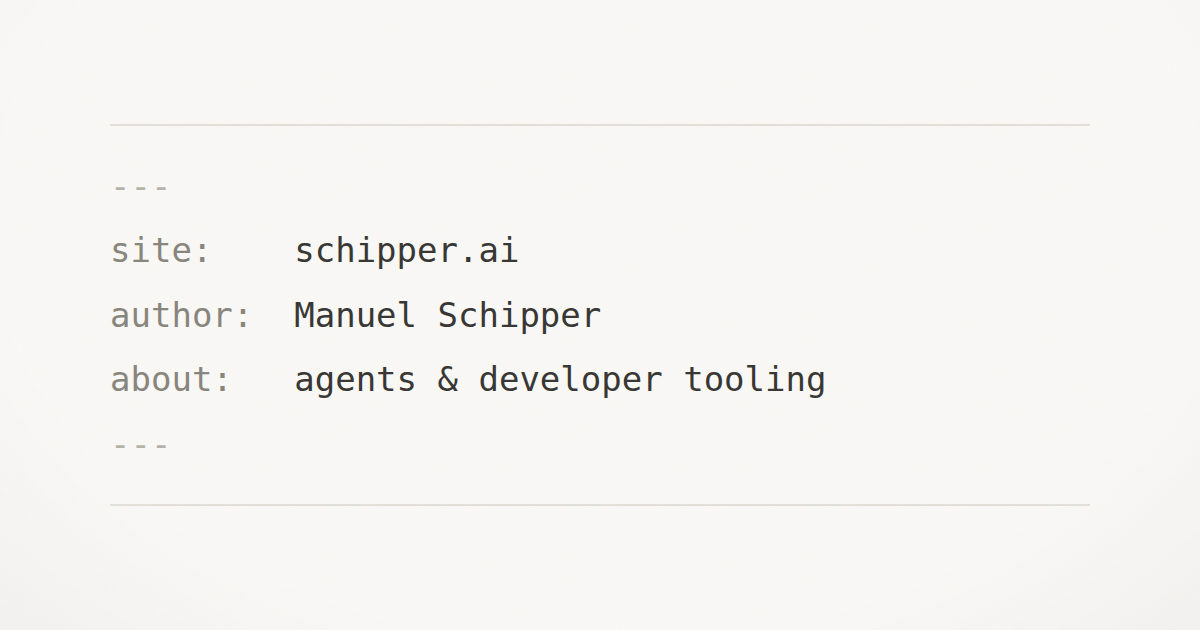 ---
site: schipper.ai
author: Manuel Schipper
about: agents & developer tooling
---